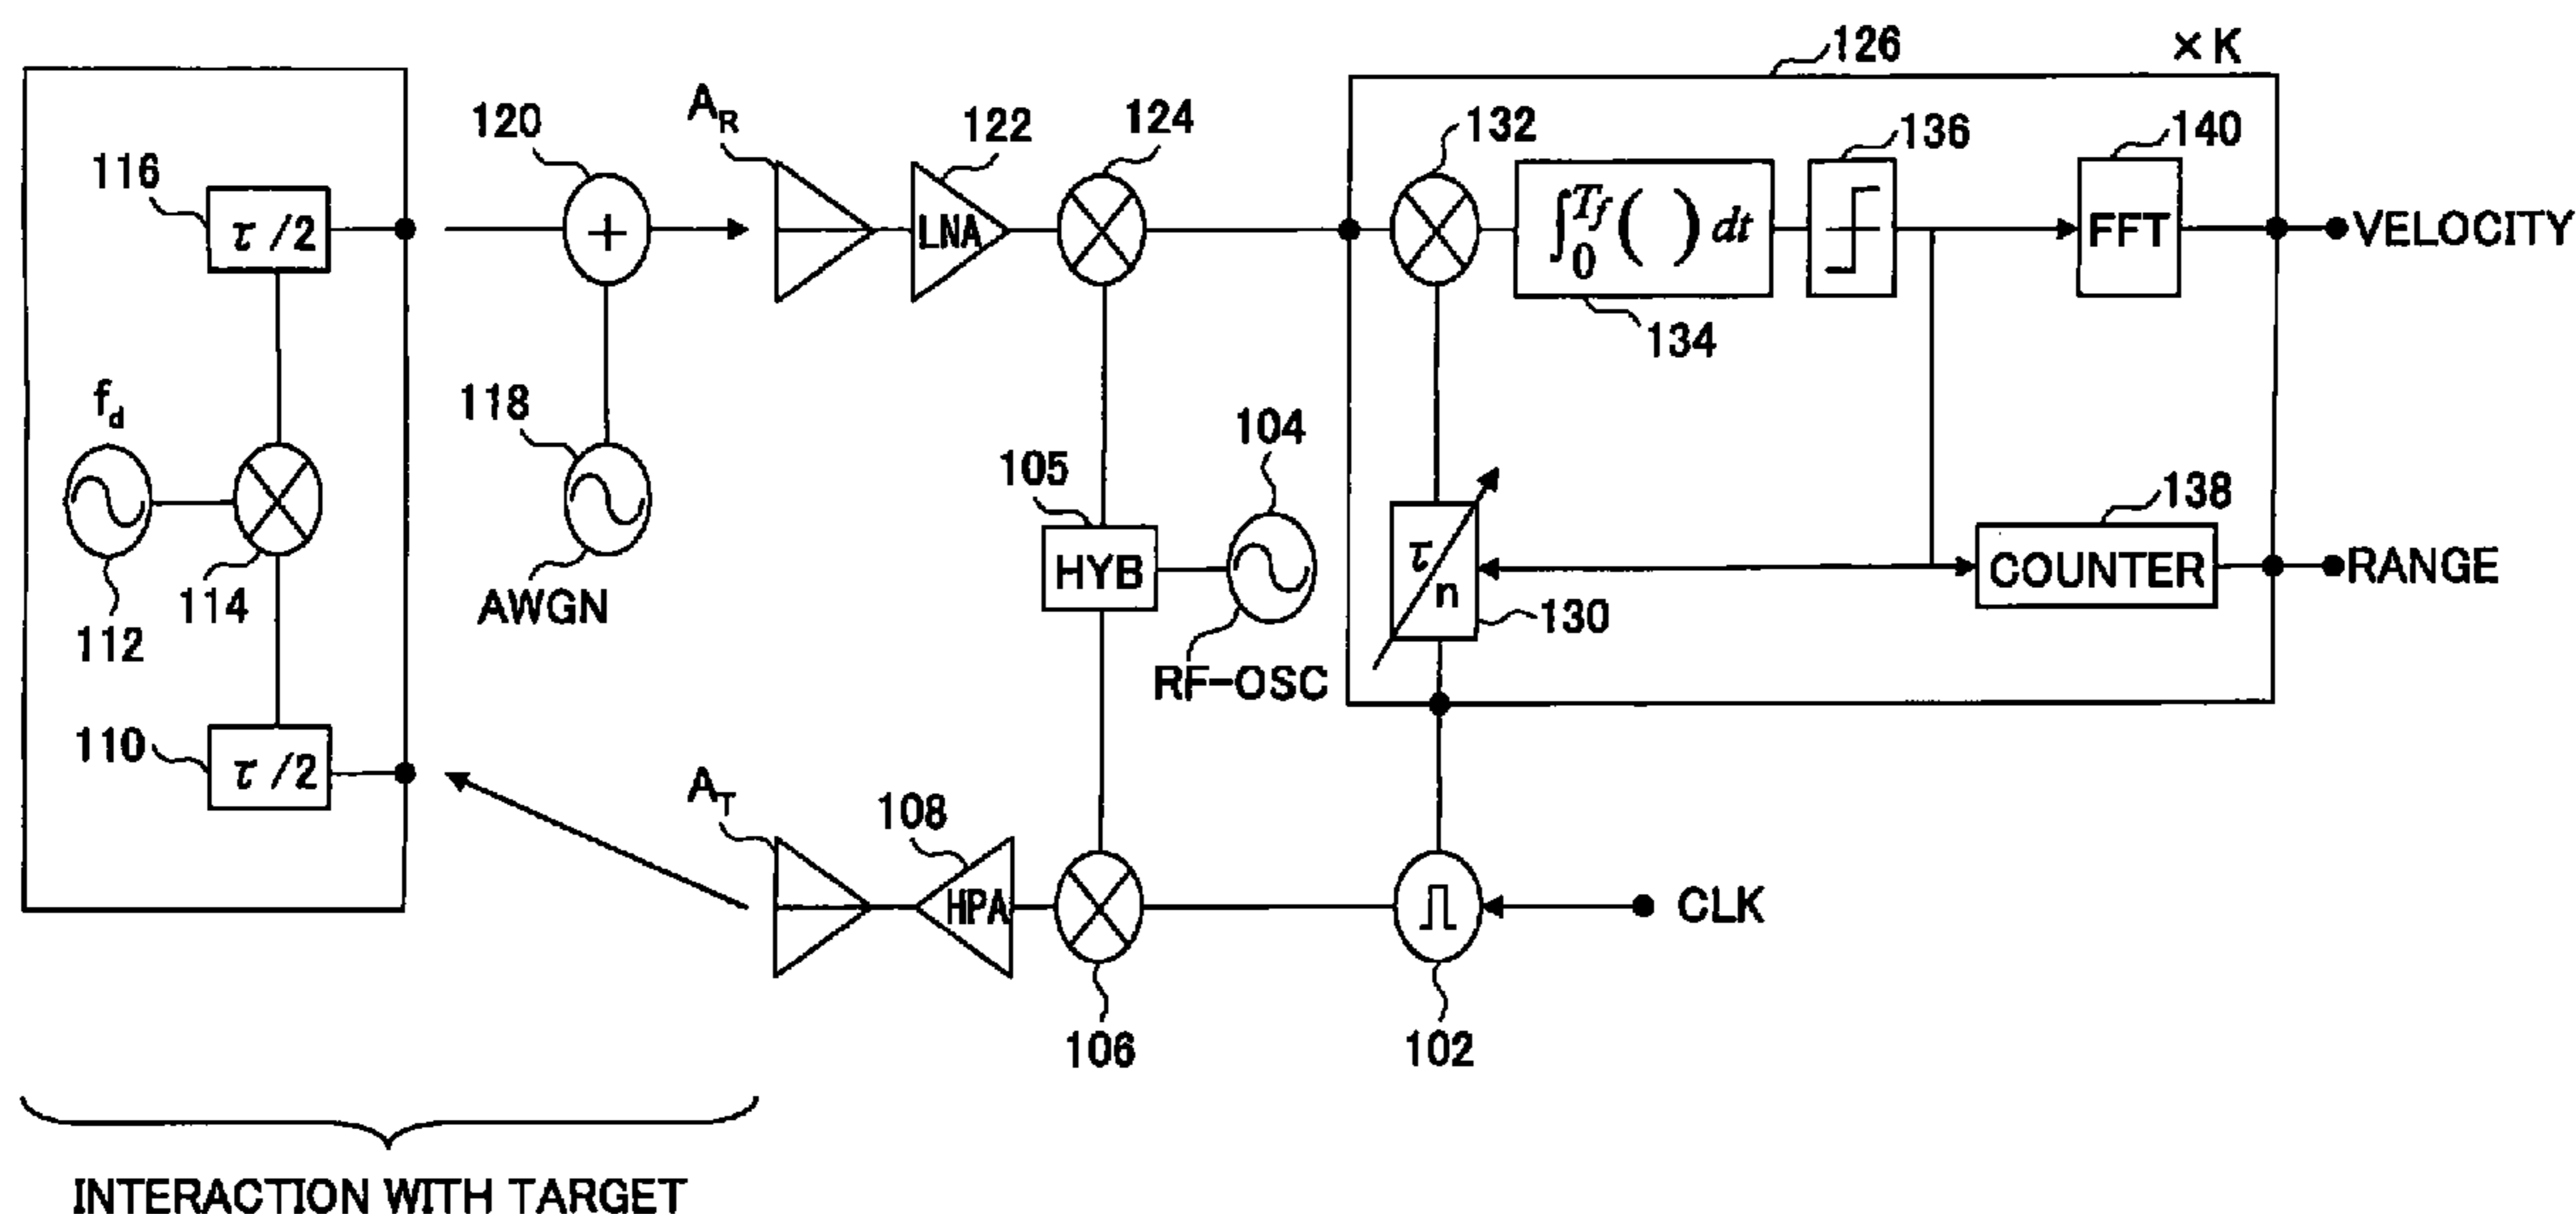 126
× K
120
A_R
122
124
132
136
140
116
τ /2
+
LNA
∫_0^{T_f} ( ) dt
FFT
VELOCITY
134
f_d
118
104
105
138
HYB
τ
n
COUNTER
RANGE
114
AWGN
130
112
RF-OSC
110
τ /2
A_T
108
HPA
CLK
106
102
INTERACTION WITH TARGET